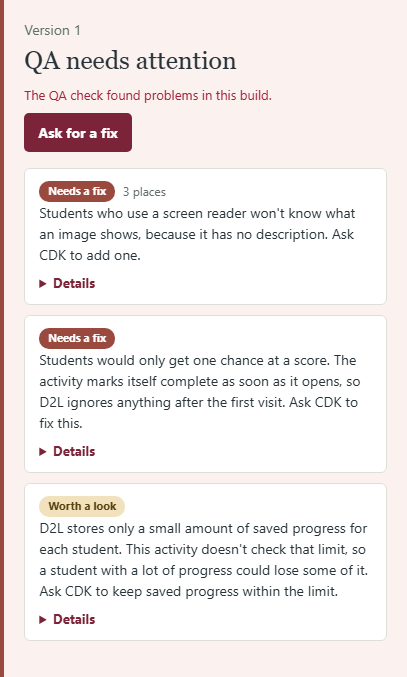 Version 1
QA needs attention
The QA check found problems in this build.
Ask for a fix
Needs a fix 3 places
Students who use a screen reader won't know what
an image shows, because it has no description. Ask
CDK to add one.
Details
Needs a fix
Students would only get one chance at a score. The
activity marks itself complete as soon as it opens, so
D2L ignores anything after the first visit. Ask CDK to
fix this.
Details
Worth a look
D2L stores only a small amount of saved progress for
each student. This activity doesn't check that limit, so
a student with a lot of progress could lose some of it.
Ask CDK to keep saved progress within the limit.
Details